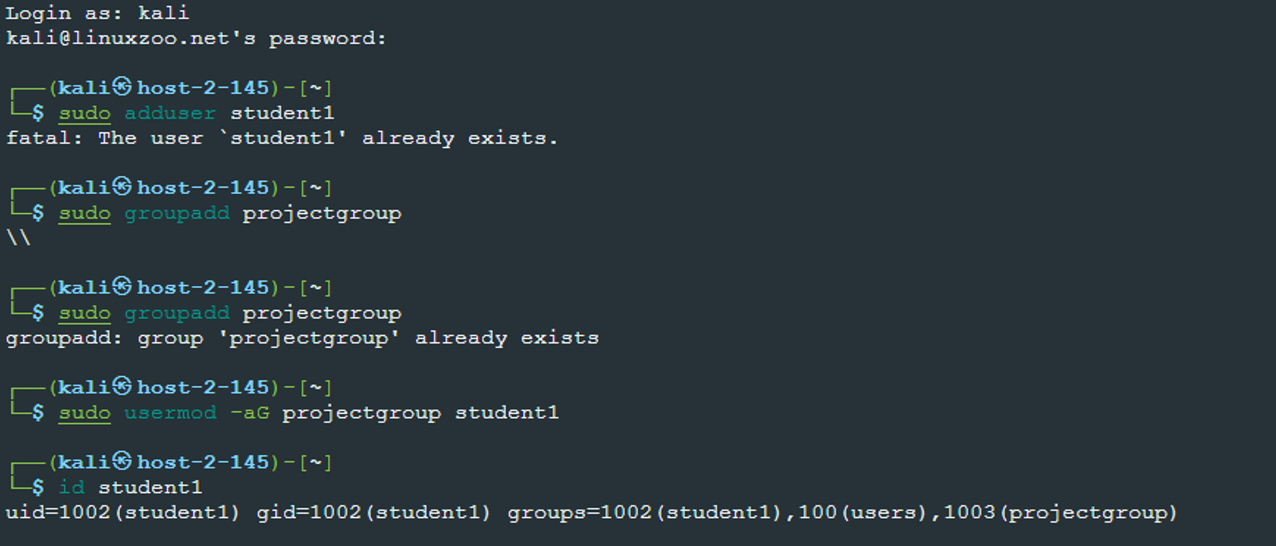 Login as: kali
kali@linuxzoo.net's password:
┌──(kali㉿host-2-145)-[~]
└─$ sudo adduser student1
fatal: The user `student1' already exists.
┌──(kali㉿host-2-145)-[~]
└─$ sudo groupadd projectgroup
\\
┌──(kali㉿host-2-145)-[~]
└─$ sudo groupadd projectgroup
groupadd: group 'projectgroup' already exists
┌──(kali㉿host-2-145)-[~]
└─$ sudo usermod -aG projectgroup student1
┌──(kali㉿host-2-145)-[~]
└─$ id student1
uid=1002(student1) gid=1002(student1) groups=1002(student1),100(users),1003(projectgroup)